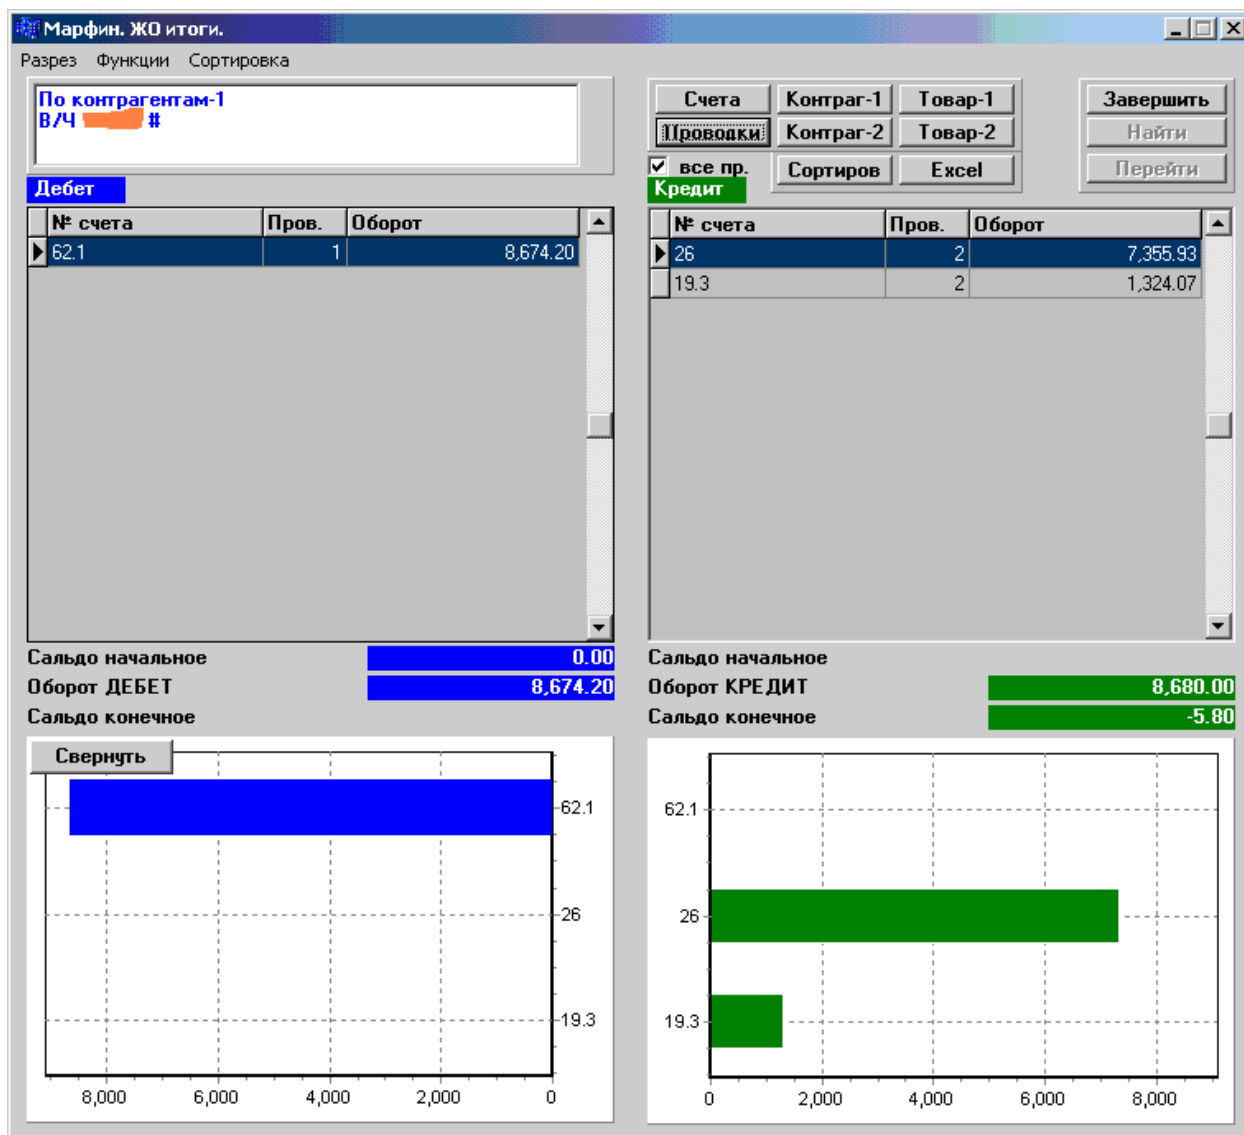 Марфин. ЖО итоги.
Разрез Функции Сортировка
По контрагентам-1
В/Ч #
Счета Контраг-1 Товар-1 Завершить
Проводки Контраг-2 Товар-2 Найти
все пр. Сортиров Excel Перейти
Дебет Кредит
№ счета Пров. Оборот
62.1 1 8,674.20
№ счета Пров. Оборот
26 2 7,355.93
19.3 2 1,324.07
Сальдо начальное 0.00
Оборот ДЕБЕТ 8,674.20
Сальдо конечное
Сальдо начальное
Оборот КРЕДИТ 8,680.00
Сальдо конечное -5.80
Свернуть
62.1
26
19.3
8,000 6,000 4,000 2,000 0
62.1
26
19.3
0 2,000 4,000 6,000 8,000